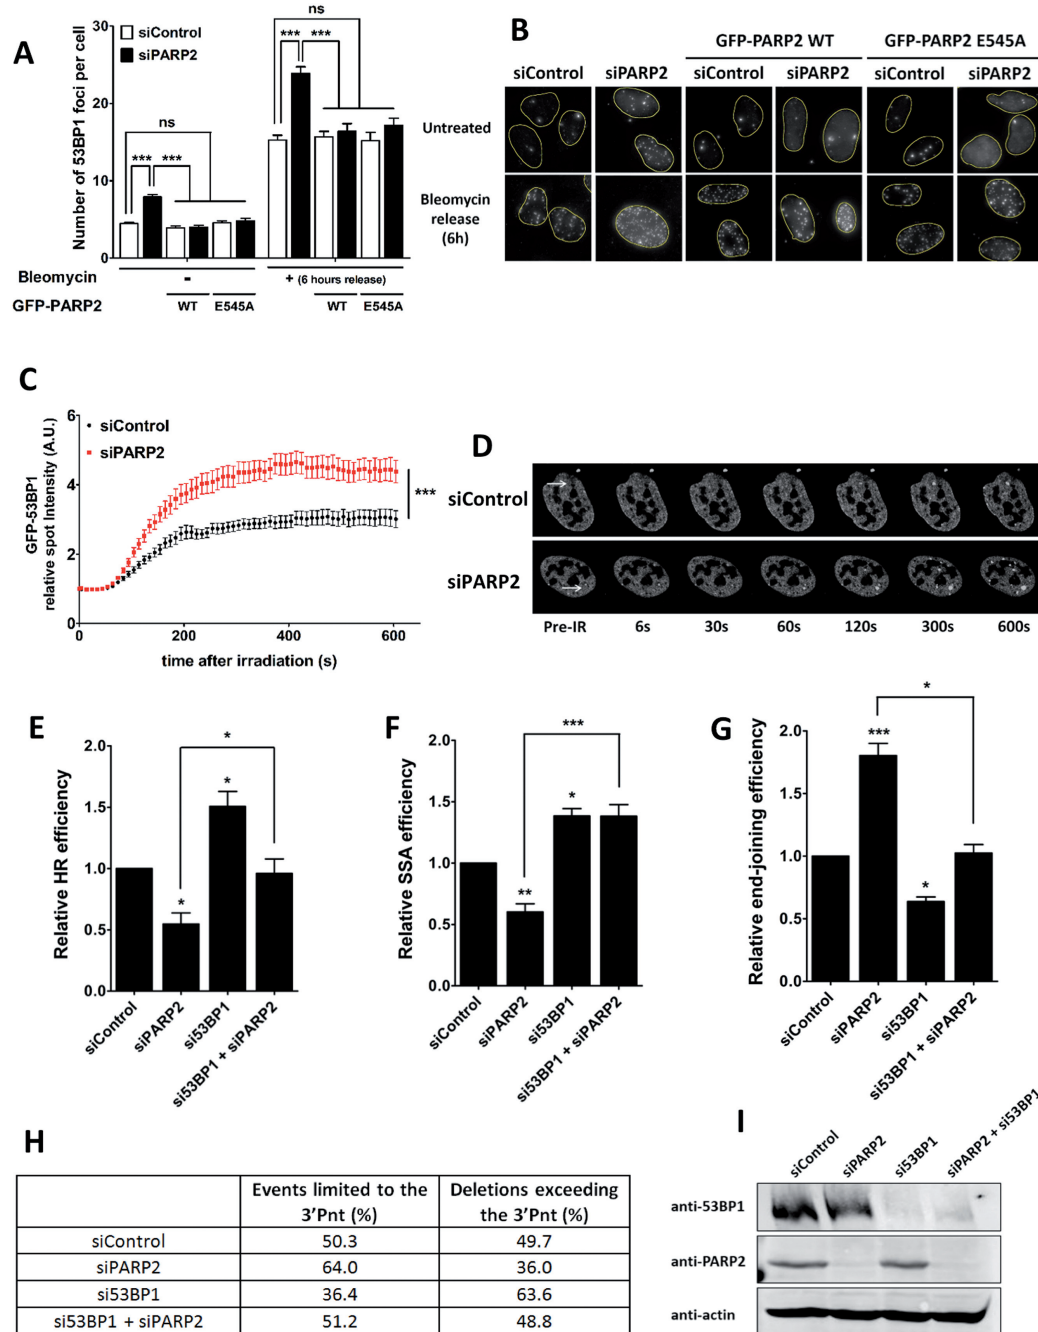 A
Number of 53BP1 foci per cell
30
20
10
0
siControl
siPARP2
ns
***
***
ns
***
***
Bleomycin
-
+ (6 hours release)
GFP-PARP2
WT
E545A
WT
E545A
B
GFP-PARP2 WT
GFP-PARP2 E545A
siControl
siPARP2
siControl
siPARP2
siControl
siPARP2
Untreated
Bleomycin
release
(6h)
C
GFP-53BP1
relative spot Intensity (A.U.)
6
4
2
0
siControl
siPARP2
***
0
200
400
600
time after irradiation (s)
D
siControl
siPARP2
Pre-IR
6s
30s
60s
120s
300s
600s
E
Relative HR efficiency
2.0
1.5
1.0
0.5
0.0
*
*
*
siControl
siPARP2
si53BP1
si53BP1 + siPARP2
F
Relative SSA efficiency
2.0
1.5
1.0
0.5
0.0
***
**
*
siControl
siPARP2
si53BP1
si53BP1 + siPARP2
G
Relative end-joining efficiency
2.0
1.5
1.0
0.5
0.0
*
***
*
siControl
siPARP2
si53BP1
si53BP1 + siPARP2
H
Events limited to the
3'Pnt (%)
Deletions exceeding
the 3'Pnt (%)
siControl 50.3 49.7
siPARP2 64.0 36.0
si53BP1 36.4 63.6
si53BP1 + siPARP2 51.2 48.8
I
siControl
siPARP2
si53BP1
siPARP2 + si53BP1
anti-53BP1
anti-PARP2
anti-actin